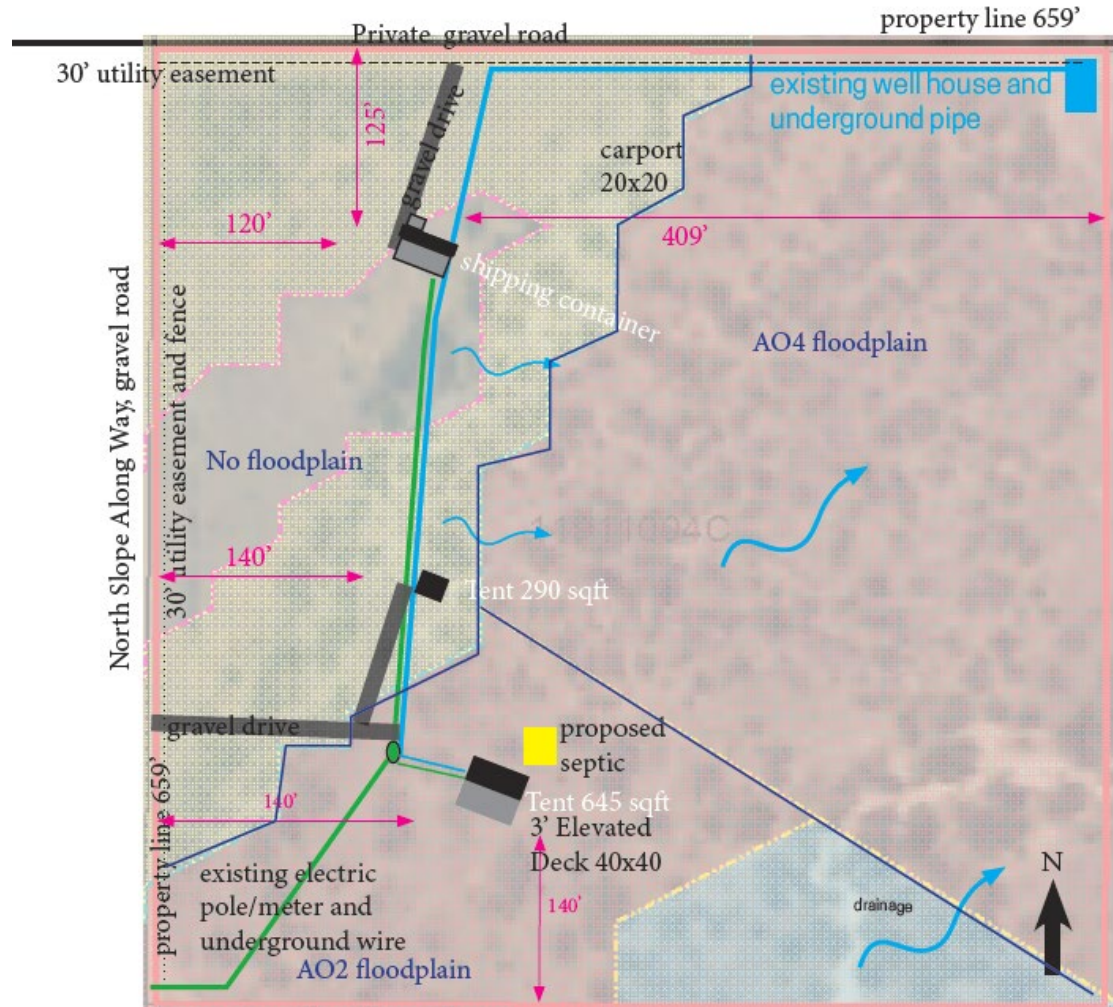 property line 659’
Private gravel road
30’ utility easement
existing well house and
underground pipe
125’
gravel drive
carport
20x20
120’
409’
shipping container
North Slope Along Way, gravel road
30’ utility easement and fence
AO4 floodplain
No floodplain
140’
Tent 290 sqft
gravel drive
proposed
septic
property line 659’
140’
Tent 645 sqft
3’ Elevated
Deck 40x40
existing electric
pole/meter and
underground wire
140’
drainage
N
AO2 floodplain